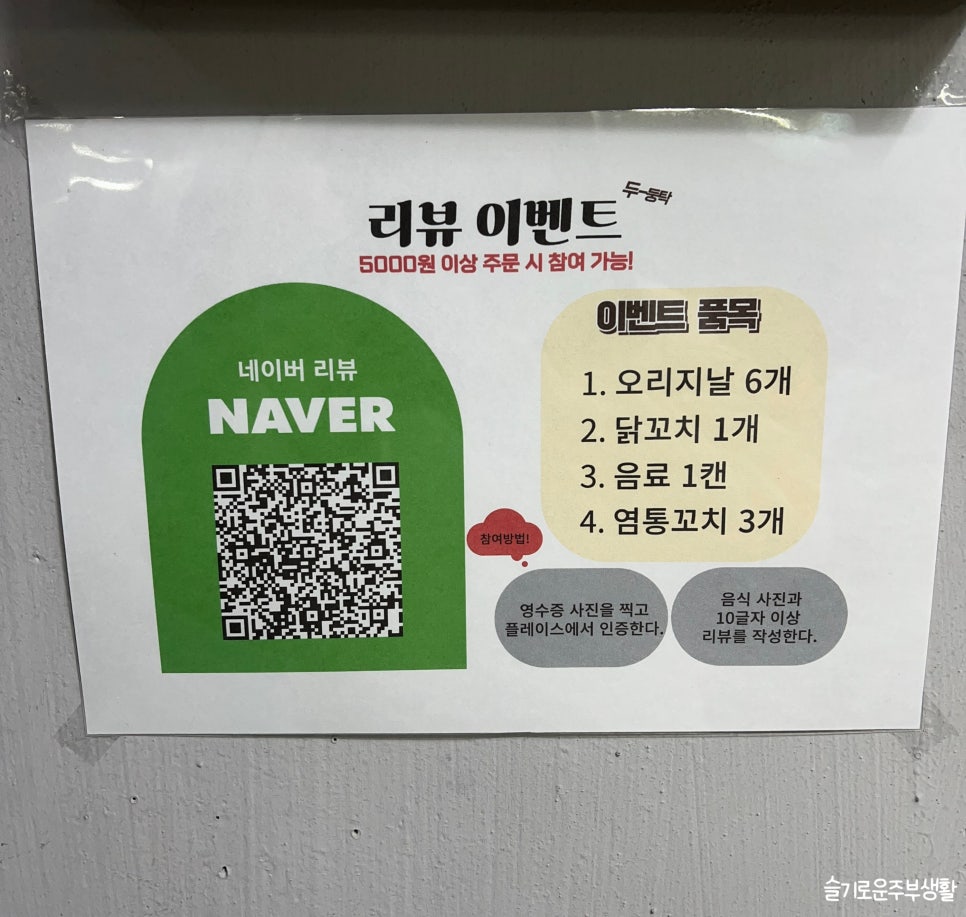 두-둥탁
리뷰 이벤트
5000원 이상 주문 시 참여 가능!
네이버 리뷰
NAVER
이벤트 품목
1. 오리지날 6개
2. 닭꼬치 1개
3. 음료 1캔
4. 염통꼬치 3개
참여방법!
영수증 사진을 찍고
플레이스에서 인증한다.
음식 사진과
10글자 이상
리뷰를 작성한다.
슬기로운주부생활